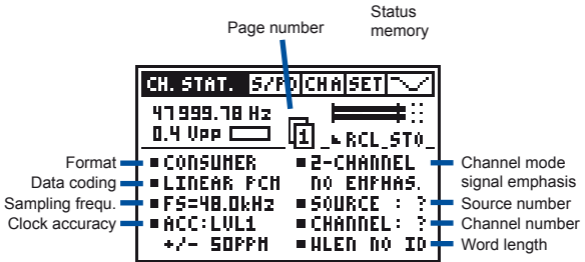 Status
Page number
memory
CH. STAT. S/PD CHA SET
47999.78 Hz
0.4 Vpp
1
RCL_STO_
Format
CONSUMER
2-CHANNEL
Channel mode
Data coding
LINEAR PCM
NO EMPHAS.
signal emphasis
Sampling frequ.
FS=48.0kHz
SOURCE : ?
Source number
Clock accuracy
ACC:LVL1
CHANNEL: ?
Channel number
+/- 50PPM
WLEN NO ID
Word length